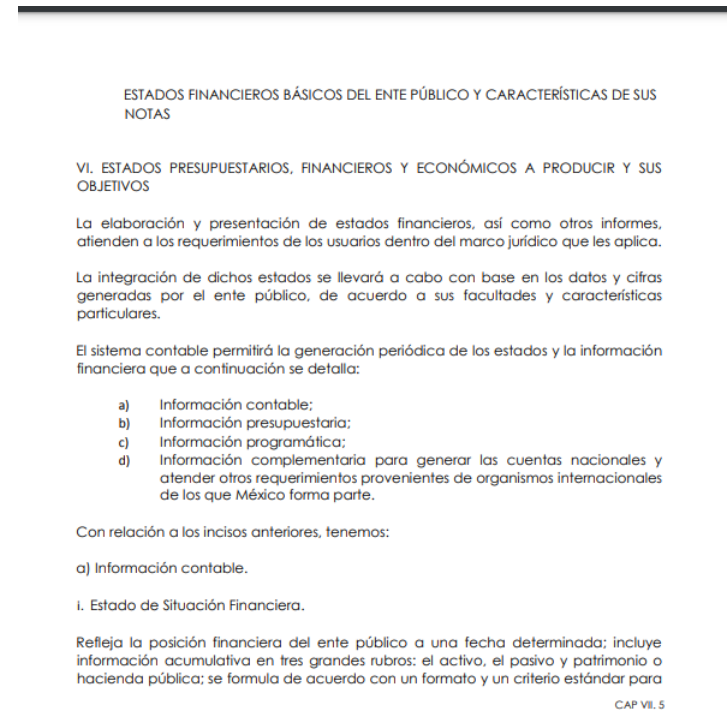 ESTADOS FINANCIEROS BÁSICOS DEL ENTE PÚBLICO Y CARACTERÍSTICAS DE SUS
NOTAS
VI. ESTADOS PRESUPUESTARIOS, FINANCIEROS Y ECONÓMICOS A PRODUCIR Y SUS
OBJETIVOS
La elaboración y presentación de estados financieros, así como otros informes,
atienden a los requerimientos de los usuarios dentro del marco jurídico que les aplica.
La integración de dichos estados se llevará a cabo con base en los datos y cifras
generadas por el ente público, de acuerdo a sus facultades y características
particulares.
El sistema contable permitirá la generación periódica de los estados y la información
financiera que a continuación se detalla:
a) Información contable;
b) Información presupuestaria;
c) Información programática;
d) Información complementaria para generar las cuentas nacionales y
atender otros requerimientos provenientes de organismos internacionales
de los que México forma parte.
Con relación a los incisos anteriores, tenemos:
a) Información contable.
i. Estado de Situación Financiera.
Refleja la posición financiera del ente público a una fecha determinada; incluye
información acumulativa en tres grandes rubros: el activo, el pasivo y patrimonio o
hacienda pública; se formula de acuerdo con un formato y un criterio estándar para
CAP VII. 5